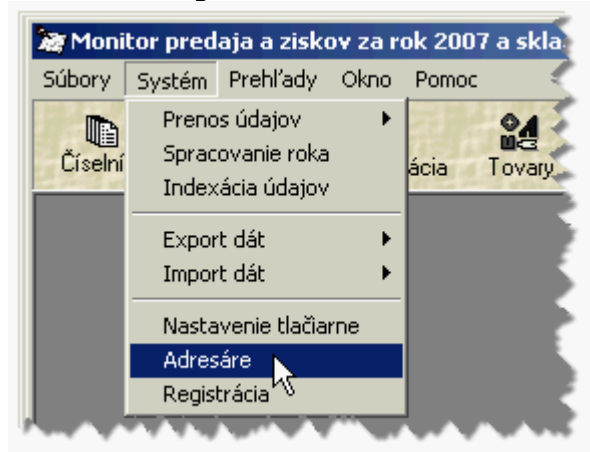 Monitor predaja a ziskov za rok 2007 a skla
Súbory Systém Prehľady Okno Pomoc
Číselní ácia Tovary
Prenos údajov
Spracovanie roka
Indexácia údajov
Export dát
Import dát
Nastavenie tlačiarne
Adresáre
Registrácia